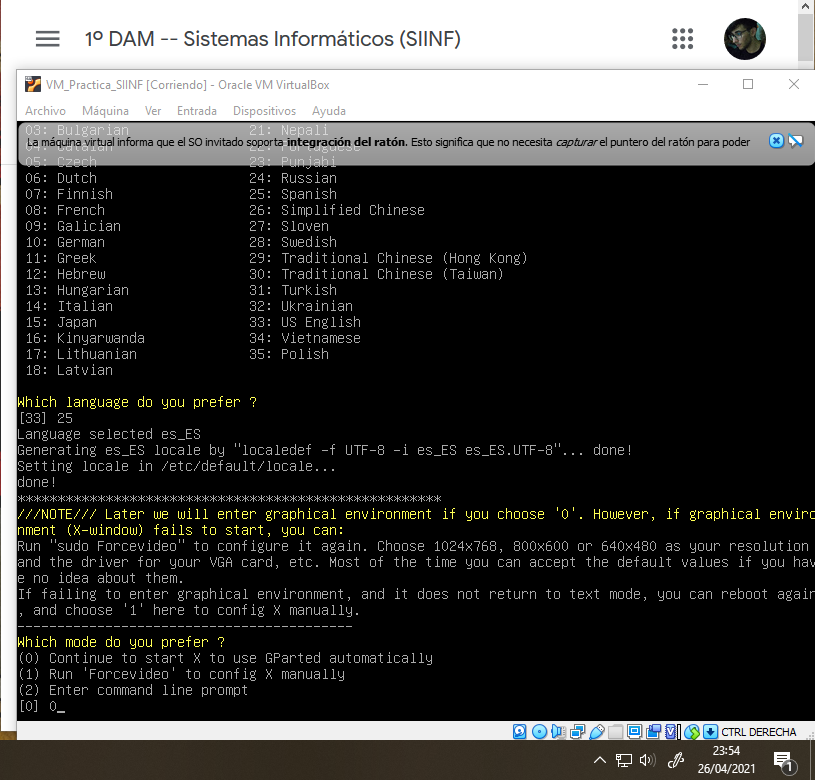 1º DAM -- Sistemas Informáticos (SIINF)
VM_Practica_SIINF [Corriendo] - Oracle VM VirtualBox
Archivo Máquina Ver Entrada Dispositivos Ayuda
03: Bulgarian 21: Nepali
La máquina virtual informa que el SO invitado soporta integración del ratón. Esto significa que no necesita capturar el puntero del ratón para poder
04: Catalan 22: Portuguese
05: Czech 23: Punjabi
06: Dutch 24: Russian
07: Finnish 25: Spanish
08: French 26: Simplified Chinese
09: Galician 27: Sloven
10: German 28: Swedish
11: Greek 29: Traditional Chinese (Hong Kong)
12: Hebrew 30: Traditional Chinese (Taiwan)
13: Hungarian 31: Turkish
14: Italian 32: Ukrainian
15: Japan 33: US English
16: Kinyarwanda 34: Vietnamese
17: Lithuanian 35: Polish
18: Latvian
Which language do you prefer ?
[33] 25
Language selected es_ES
Generating es_ES locale by "localedef -f UTF-8 -i es_ES es_ES.UTF-8"... done!
Setting locale in /etc/default/locale...
done!
*****************************************************
///NOTE/// Later we will enter graphical environment if you choose '0'. However, if graphical enviro
nment (X-window) fails to start, you can:
Run "sudo Forcevideo" to configure it again. Choose 1024x768, 800x600 or 640x480 as your resolution
and the driver for your VGA card, etc. Most of the time you can accept the default values if you hav
e no idea about them.
If failing to enter graphical environment, and it does not return to text mode, you can reboot again
, and choose '1' here to config X manually.
------------------------------------------
Which mode do you prefer ?
(0) Continue to start X to use GParted automatically
(1) Run 'Forcevideo' to config X manually
(2) Enter command line prompt
[0] 0_
CTRL DERECHA
23:54
26/04/2021
1